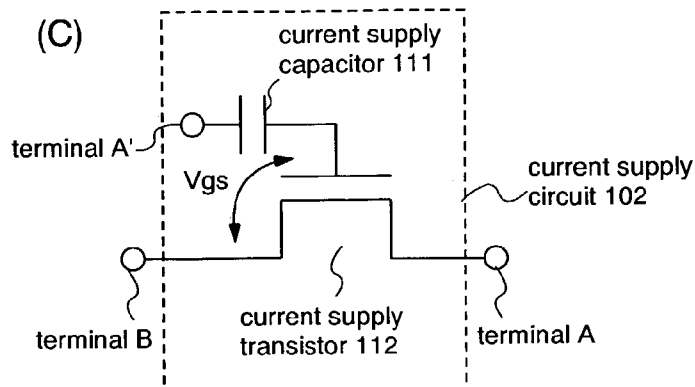 (C)
current supply
capacitor 111
terminal A'
Vgs
current supply
circuit 102
terminal B
current supply
transistor 112
terminal A